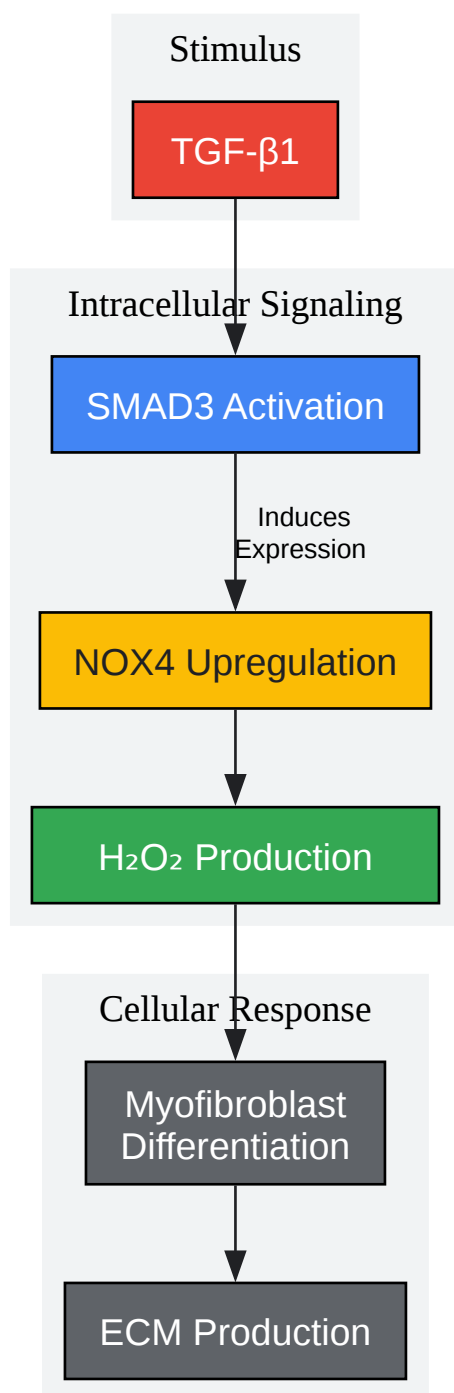 Stimulus
TGF-β1
Intracellular Signaling
SMAD3 Activation
Induces
Expression
NOX4 Upregulation
H₂O₂ Production
Cellular Response
Myofibroblast
Differentiation
ECM Production